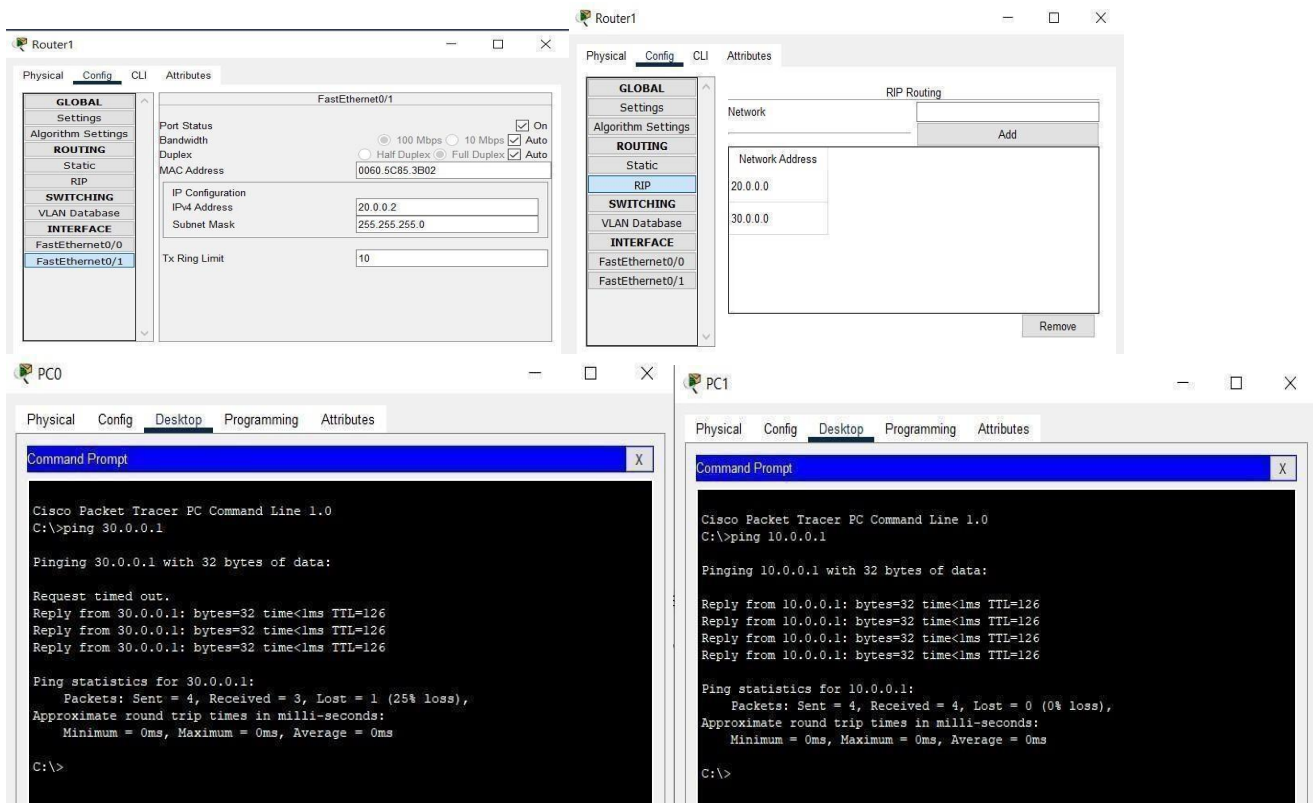 Router1
Physical Config CLI Attributes
GLOBAL
Settings
Algorithm Settings
ROUTING
Static
RIP
SWITCHING
VLAN Database
INTERFACE
FastEthernet0/0
FastEthernet0/1
FastEthernet0/1
Port Status On
Bandwidth 100 Mbps 10 Mbps Auto
Duplex Half Duplex Full Duplex Auto
MAC Address 0060.5C85.3B02
IP Configuration
IPv4 Address 20.0.0.2
Subnet Mask 255.255.255.0
Tx Ring Limit 10
Router1
Physical Config CLI Attributes
GLOBAL
Settings
Algorithm Settings
ROUTING
Static
RIP
SWITCHING
VLAN Database
INTERFACE
FastEthernet0/0
FastEthernet0/1
RIP Routing
Network
Add
Network Address
20.0.0.0
30.0.0.0
Remove
PC0
Physical Config Desktop Programming Attributes
Command Prompt X
Cisco Packet Tracer PC Command Line 1.0
C:\>ping 30.0.0.1
Pinging 30.0.0.1 with 32 bytes of data:
Request timed out.
Reply from 30.0.0.1: bytes=32 time<1ms TTL=126
Reply from 30.0.0.1: bytes=32 time<1ms TTL=126
Reply from 30.0.0.1: bytes=32 time<1ms TTL=126
Ping statistics for 30.0.0.1:
Packets: Sent = 4, Received = 3, Lost = 1 (25% loss),
Approximate round trip times in milli-seconds:
Minimum = 0ms, Maximum = 0ms, Average = 0ms
C:\>
PC1
Physical Config Desktop Programming Attributes
Command Prompt X
Cisco Packet Tracer PC Command Line 1.0
C:\>ping 10.0.0.1
Pinging 10.0.0.1 with 32 bytes of data:
Reply from 10.0.0.1: bytes=32 time<1ms TTL=126
Reply from 10.0.0.1: bytes=32 time<1ms TTL=126
Reply from 10.0.0.1: bytes=32 time<1ms TTL=126
Reply from 10.0.0.1: bytes=32 time<1ms TTL=126
Ping statistics for 10.0.0.1:
Packets: Sent = 4, Received = 4, Lost = 0 (0% loss),
Approximate round trip times in milli-seconds:
Minimum = 0ms, Maximum = 0ms, Average = 0ms
C:\>